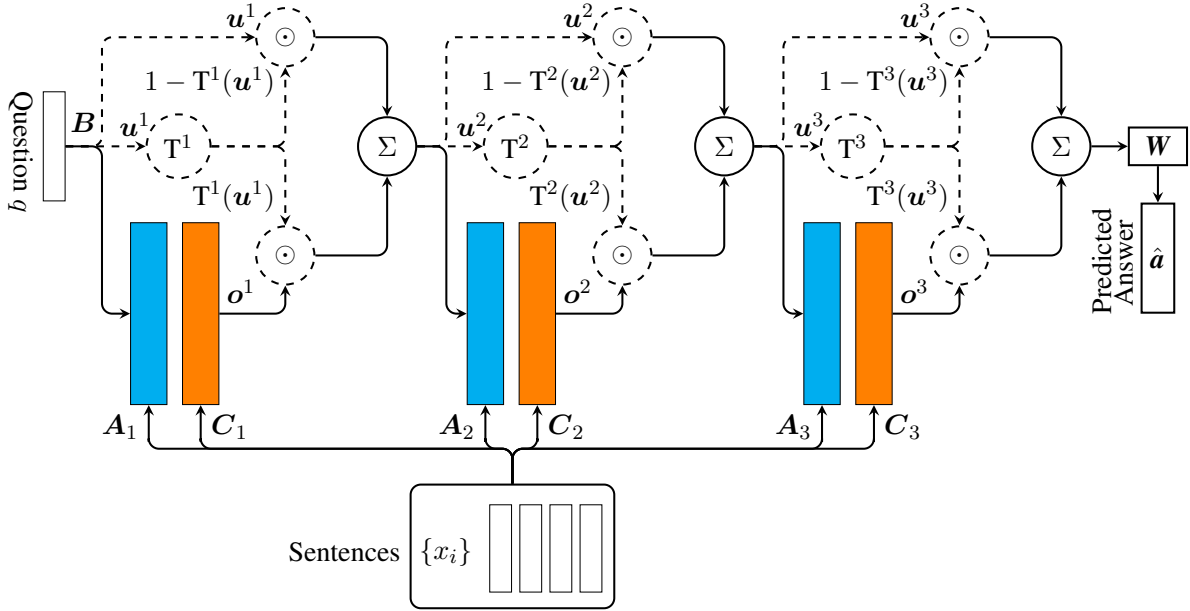 u¹ ⊙ u² ⊙ u³ ⊙
1 − T¹(u¹) 1 − T²(u²) 1 − T³(u³)
Question q B u¹ T¹ Σ u² T² Σ u³ T³ Σ W
T¹(u¹) T²(u²) T³(u³)
⊙ ⊙ ⊙
Predicted
Answer
â
o¹ o² o³
A₁ C₁ A₂ C₂ A₃ C₃
Sentences {xᵢ}